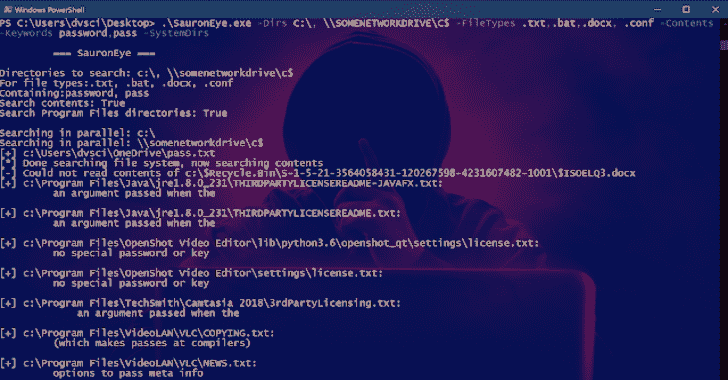 Windows PowerShell
PS C:\Users\dvsci\Desktop> .\SauronEye.exe -Dirs C:\, \\SOMENETWORKDRIVE\C$ -FileTypes .txt,.bat,.docx, .conf -Contents
-Keywords password,pass -SystemDirs
=== SauronEye ===
Directories to search: c:\, \\somenetworkdrive\c$
For file types:.txt, .bat, .docx, .conf
Containing:password, pass
Search contents: True
Search Program Files directories: True
Searching in parallel: c:\
Searching in parallel: \\somenetworkdrive\c$
[+] c:\Users\dvsci\OneDrive\pass.txt
[*] Done searching file system, now searching contents
[-] Could not read contents of c:\$Recycle.Bin\S-1-5-21-3564058431-120267598-4231607482-1001\$ISOELQ3.docx
[+] c:\Program Files\Java\jre1.8.0_231\THIRDPARTYLICENSEREADME-JAVAFX.txt:
an argument passed when the
[+] c:\Program Files\Java\jre1.8.0_231\THIRDPARTYLICENSEREADME.txt:
an argument passed when the
[+] c:\Program Files\OpenShot Video Editor\lib\python3.6\openshot_qt\settings\license.txt:
no special password or key
[+] c:\Program Files\OpenShot Video Editor\settings\license.txt:
no special password or key
[+] c:\Program Files\TechSmith\Camtasia 2018\3rdPartyLicensing.txt:
an argument passed when the
[+] c:\Program Files\VideoLAN\VLC\COPYING.txt:
(which makes passes at compilers)
[+] c:\Program Files\VideoLAN\VLC\NEWS.txt:
options to pass meta info